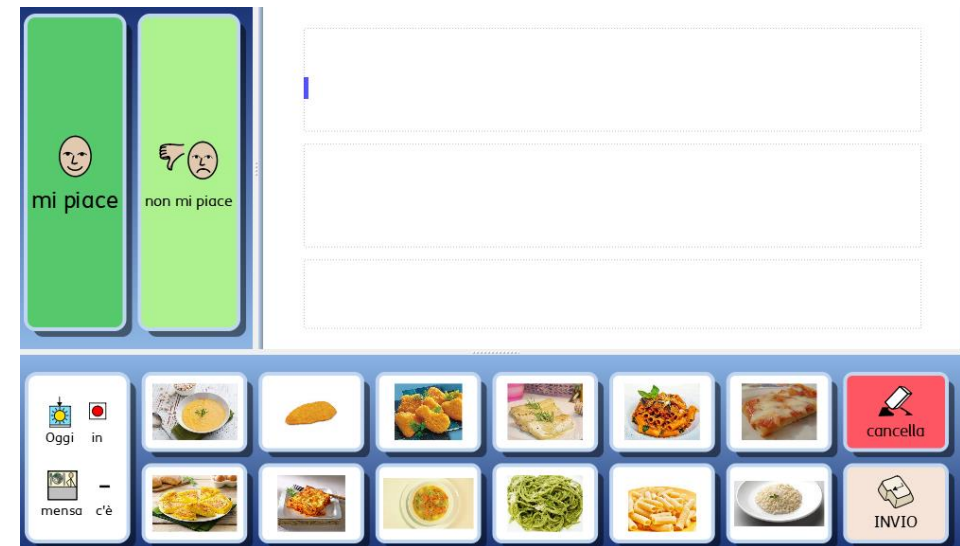 mi piace
non mi piace
Oggi in
mensa c'è
cancella
INVIO